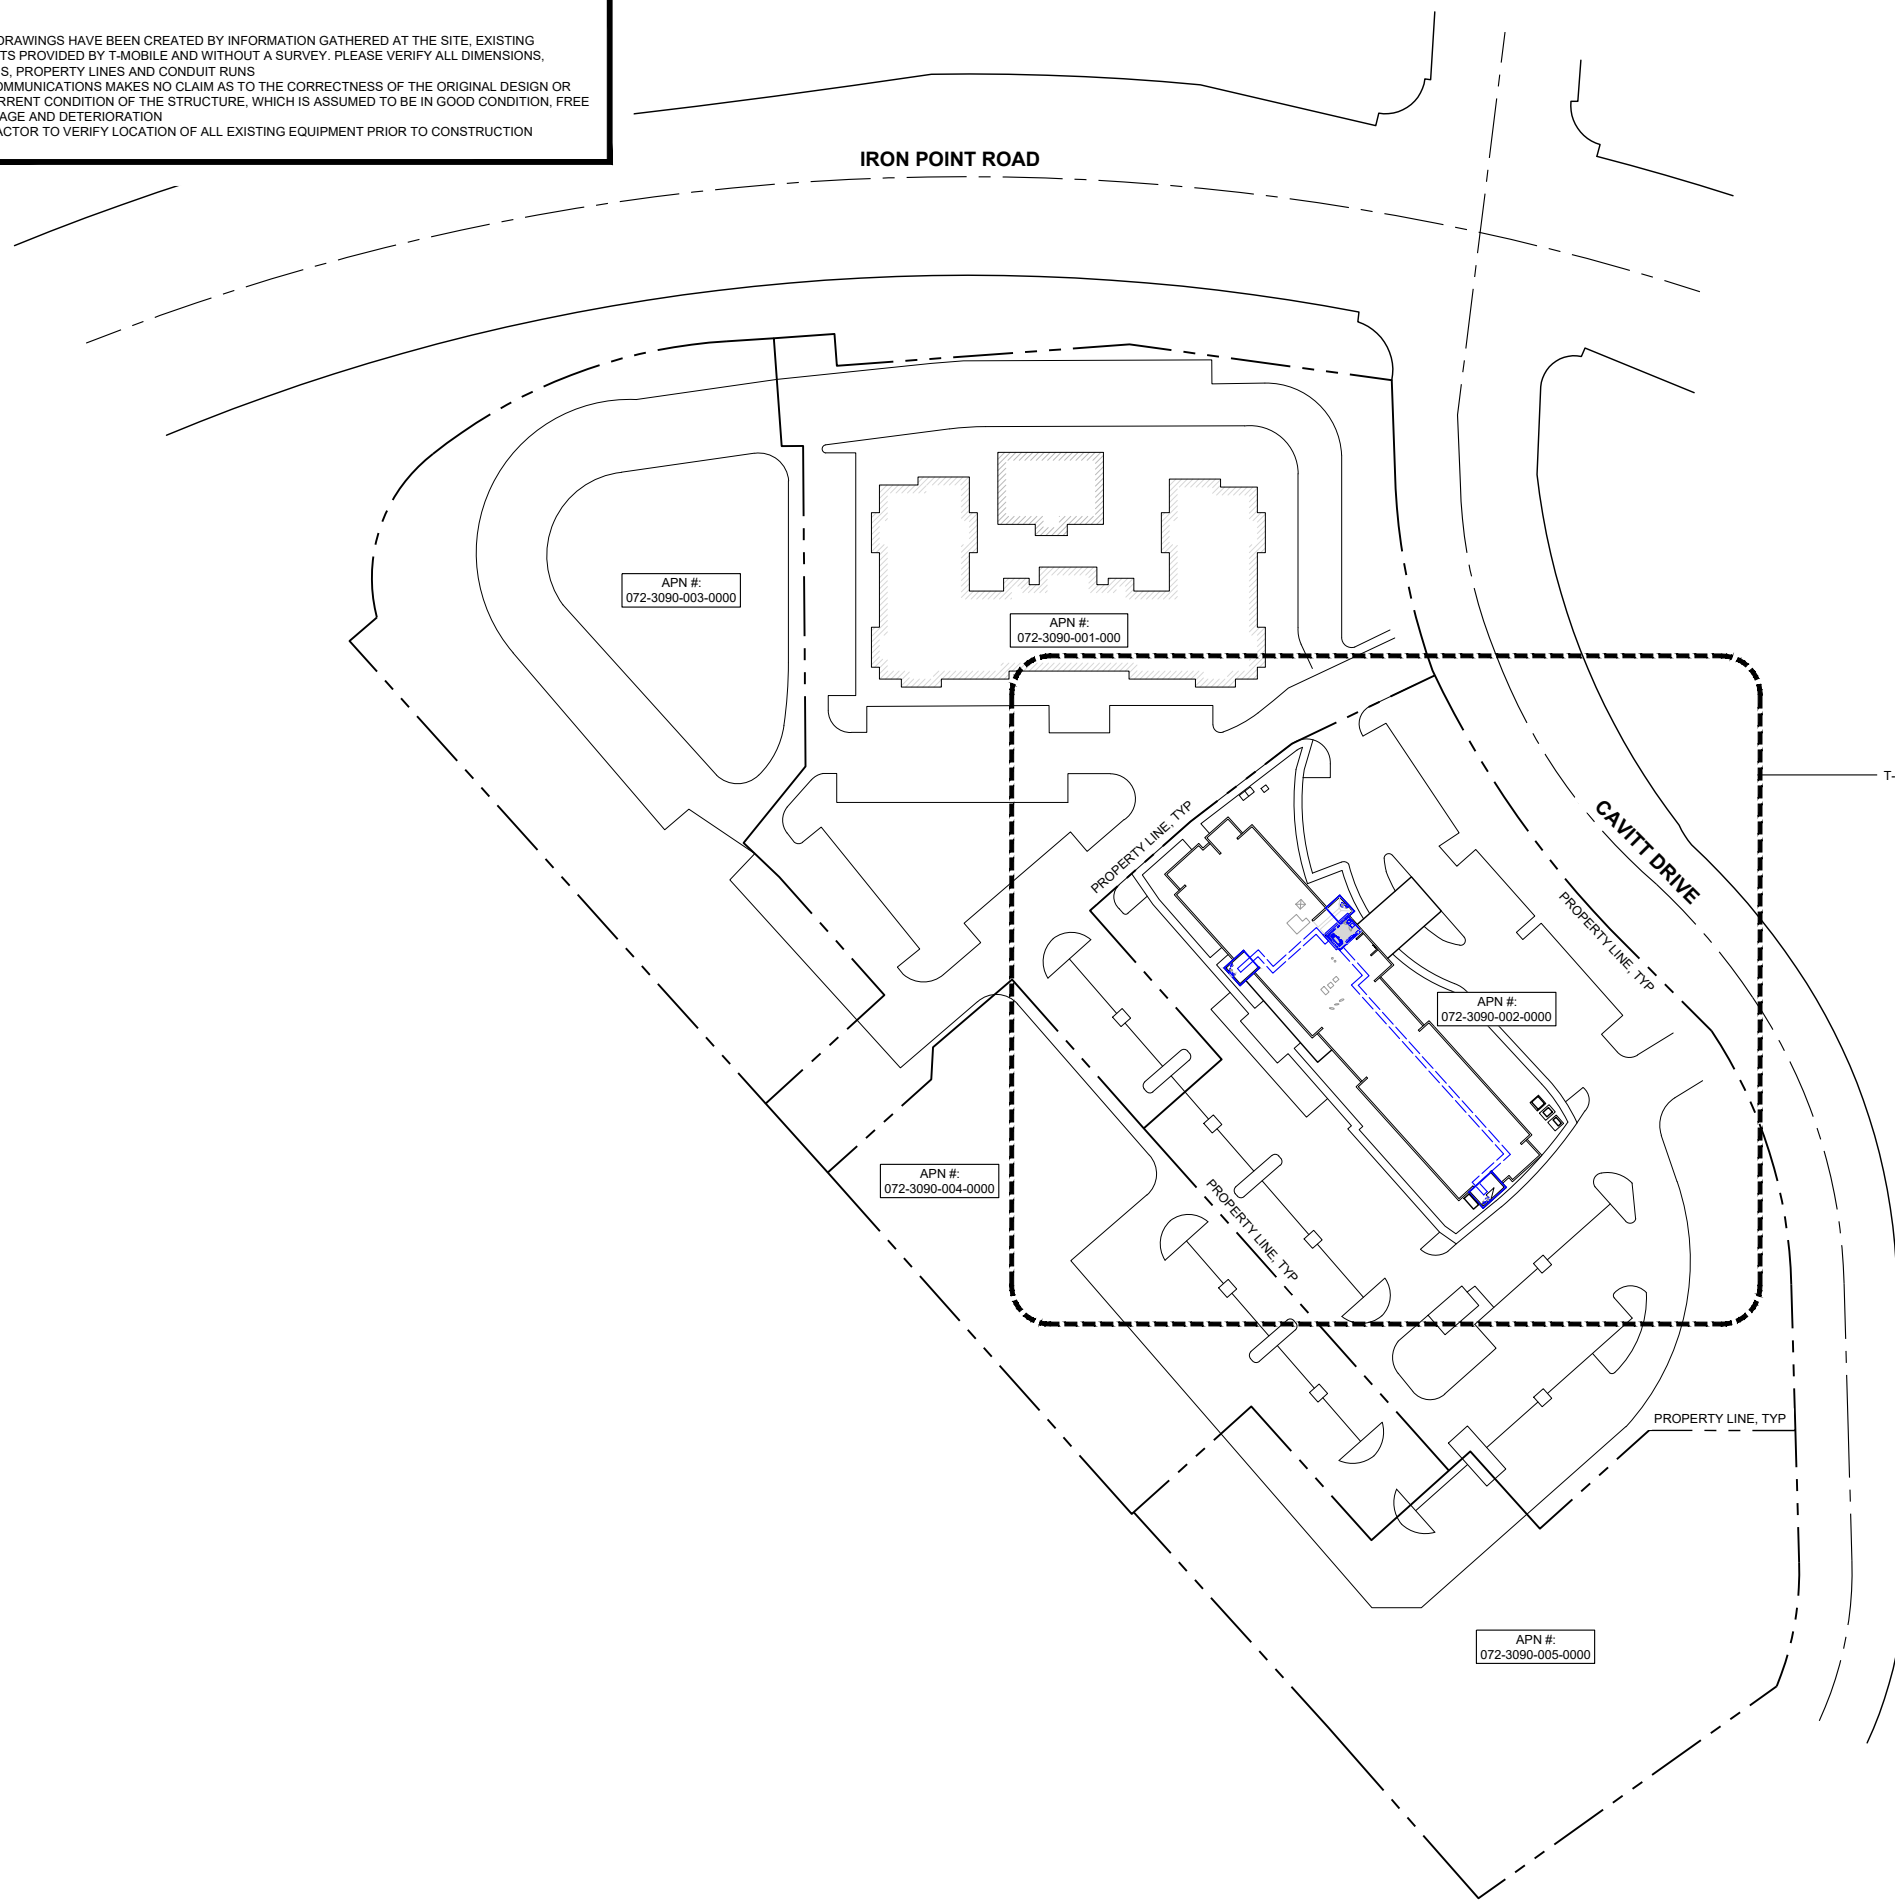 DRAWINGS HAVE BEEN CREATED BY INFORMATION GATHERED AT THE SITE, EXISTING
TS PROVIDED BY T-MOBILE AND WITHOUT A SURVEY. PLEASE VERIFY ALL DIMENSIONS,
S, PROPERTY LINES AND CONDUIT RUNS
OMMUNICATIONS MAKES NO CLAIM AS TO THE CORRECTNESS OF THE ORIGINAL DESIGN OR
RRENT CONDITION OF THE STRUCTURE, WHICH IS ASSUMED TO BE IN GOOD CONDITION, FREE
AGE AND DETERIORATION
ACTOR TO VERIFY LOCATION OF ALL EXISTING EQUIPMENT PRIOR TO CONSTRUCTION
IRON POINT ROAD
APN #:
072-3090-003-0000
APN #:
072-3090-001-000
T-
PROPERTY LINE, TYP
CAVITT DRIVE
PROPERTY LINE, TYP
APN #:
072-3090-002-0000
APN #:
072-3090-004-0000
PROPERTY LINE, TYP
PROPERTY LINE, TYP
APN #:
072-3090-005-0000